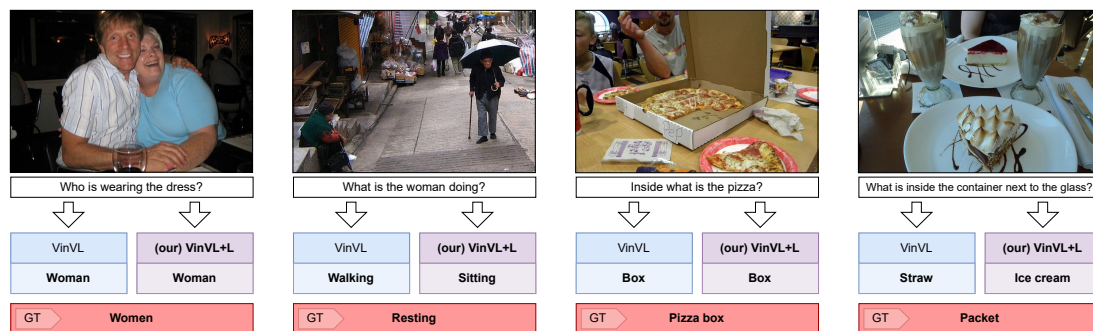 Who is wearing the dress?
VinVL
(our) VinVL+L
Woman
Woman
GT
Women
What is the woman doing?
VinVL
(our) VinVL+L
Walking
Sitting
GT
Resting
Inside what is the pizza?
VinVL
(our) VinVL+L
Box
Box
GT
Pizza box
What is inside the container next to the glass?
VinVL
(our) VinVL+L
Straw
Ice cream
GT
Packet